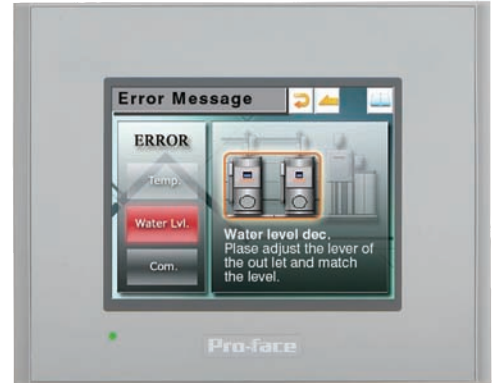 Error Message
ERROR
Temp.
Water Lvl.
Com.
Water level dec.
Plase adjust the lever of
the out let and match
the level.
Pro-face